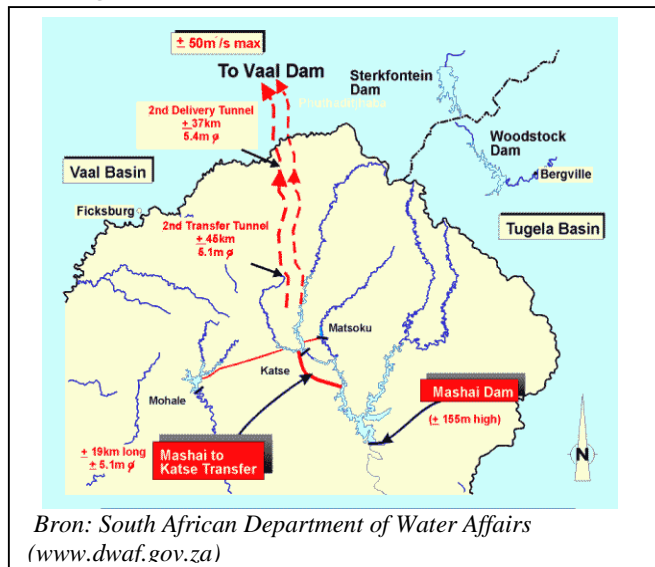 ± 50m³/s max
To Vaal Dam
Sterkfontein
Dam
2nd Delivery Tunnel
± 37km
5.4m ø
Woodstock
Dam
Bergville
Vaal Basin
Ficksburg
Tugela Basin
2nd Transfer Tunnel
± 45km
5.1m ø
Matsoku
Katse
Mohale
Mashai Dam
(± 155m high)
± 19km long
± 5.1m ø
Mashai to
Katse Transfer
N
Bron: South African Department of Water Affairs
(www.dwaf.gov.za)